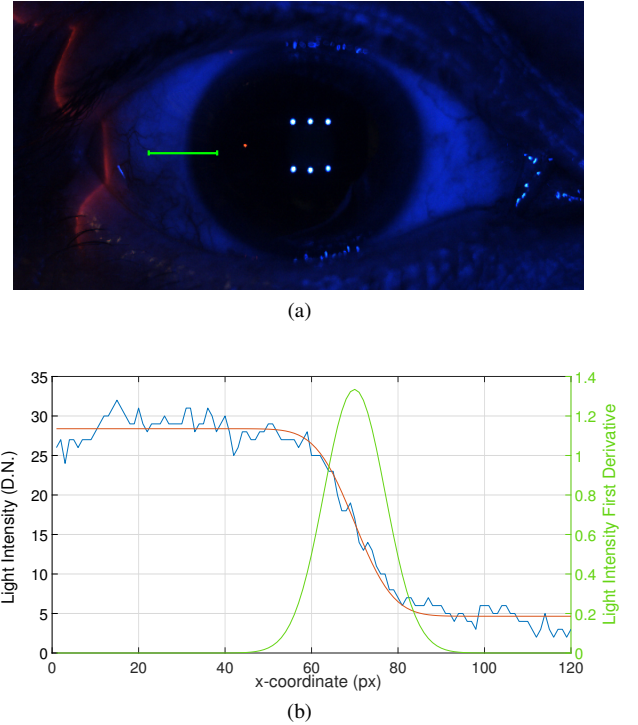 (a)
35
30
25
20
15
10
5
0
Light Intensity (D.N.)
0 20 40 60 80 100 120
x-coordinate (px)
1.4
1.2
1
0.8
0.6
0.4
0.2
0
Light Intensity First Derivative
(b)